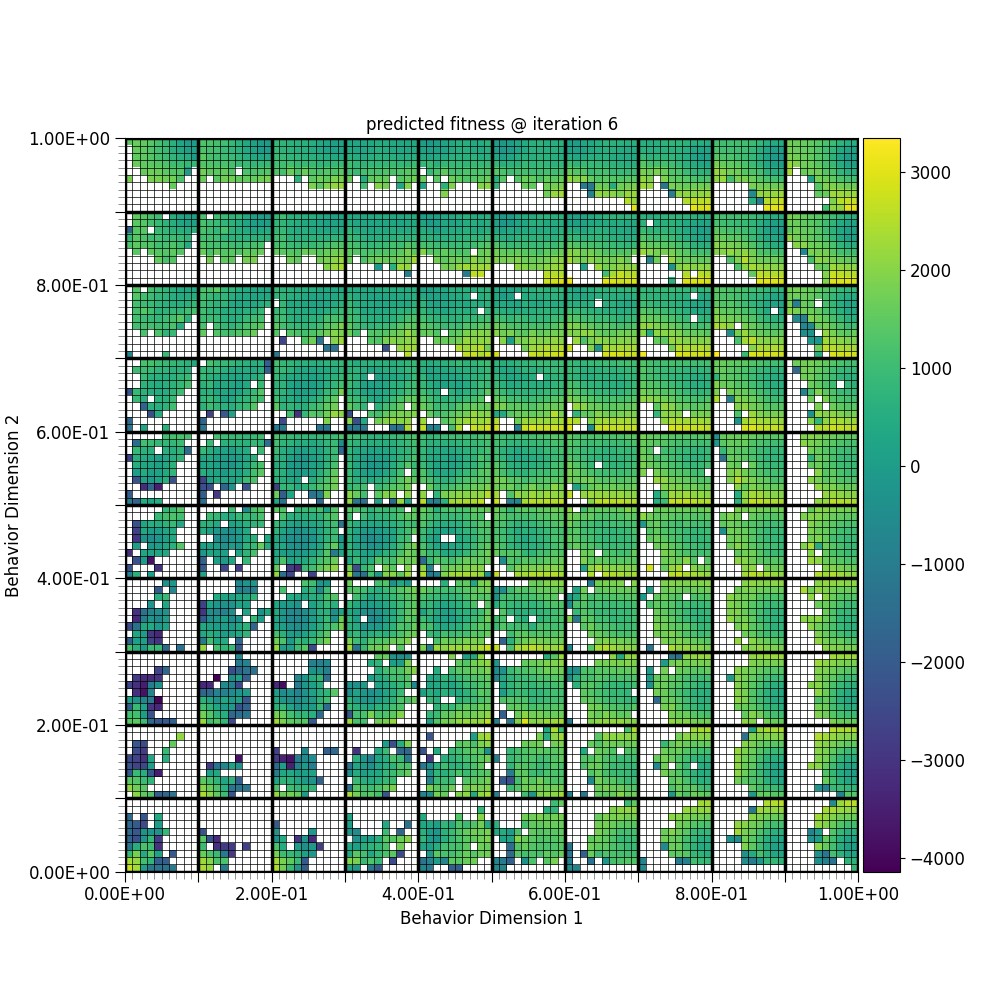 predicted fitness @ iteration 6
1.00E+00
8.00E-01
6.00E-01
4.00E-01
2.00E-01
0.00E+00
Behavior Dimension 2
0.00E+00 2.00E-01 4.00E-01 6.00E-01 8.00E-01 1.00E+00
Behavior Dimension 1
3000
2000
1000
0
−1000
−2000
−3000
−4000